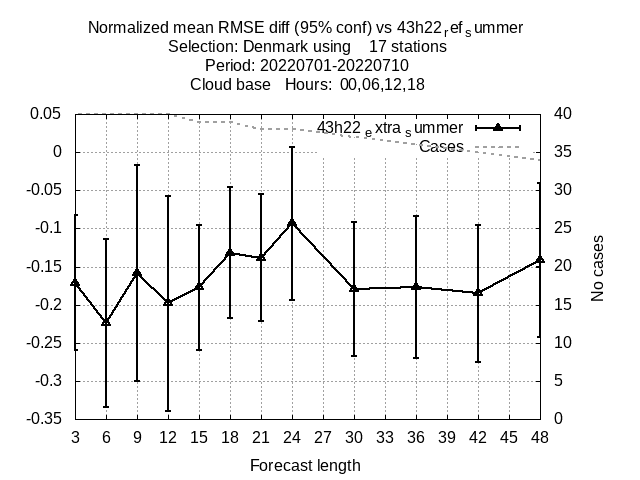 Normalized mean RMSE diff (95% conf) vs 43h22refsummer
Selection: Denmark using 17 stations
Period: 20220701-20220710
Cloud base Hours: 00,06,12,18
43h22extrasummer
Cases
0.05
0
-0.05
-0.1
-0.15
-0.2
-0.25
-0.3
-0.35
40
35
30
25
20
15
10
5
0
No cases
3 6 9 12 15 18 21 24 27 30 33 36 39 42 45 48
Forecast length